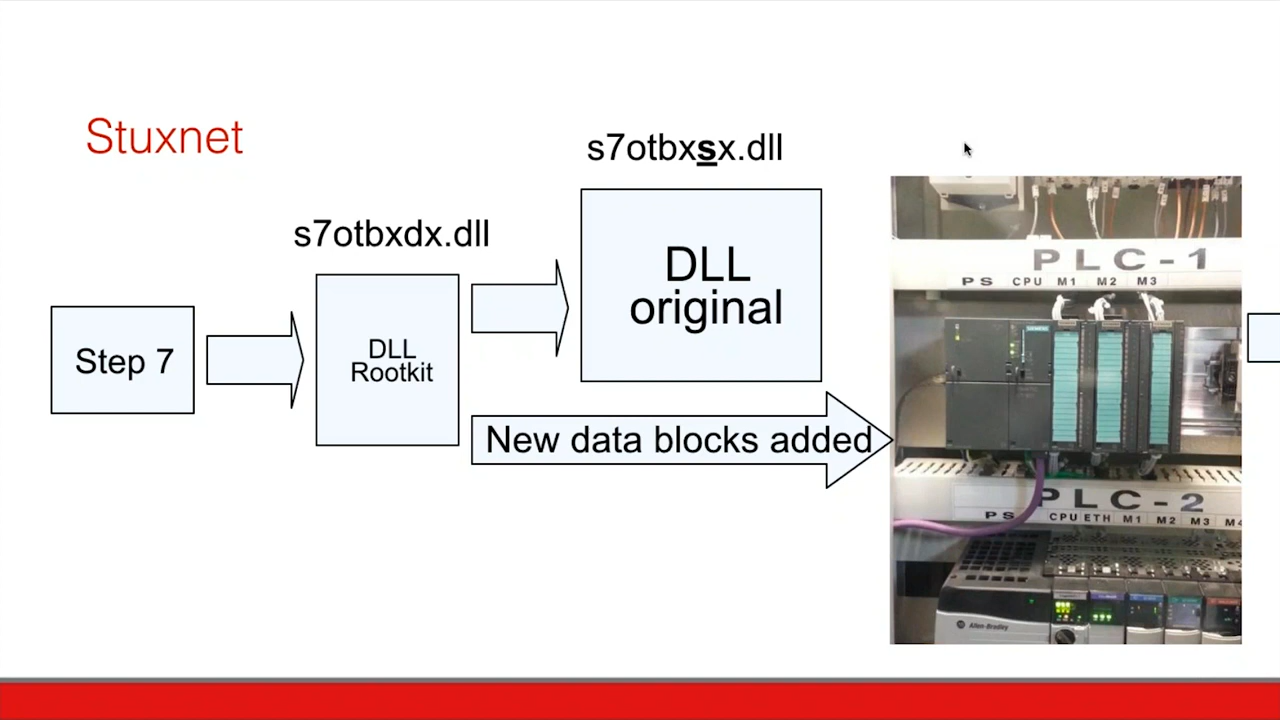 Stuxnet
s7otbxsx.dll
s7otbxdx.dll
DLL
original
DLL
Rootkit
Step 7
New data blocks added
PLC-1
PS CPU M1 M2 M3
SIEMENS
PLC-2
PS CPU ETH M1 M2 M3 M4
Allen-Bradley